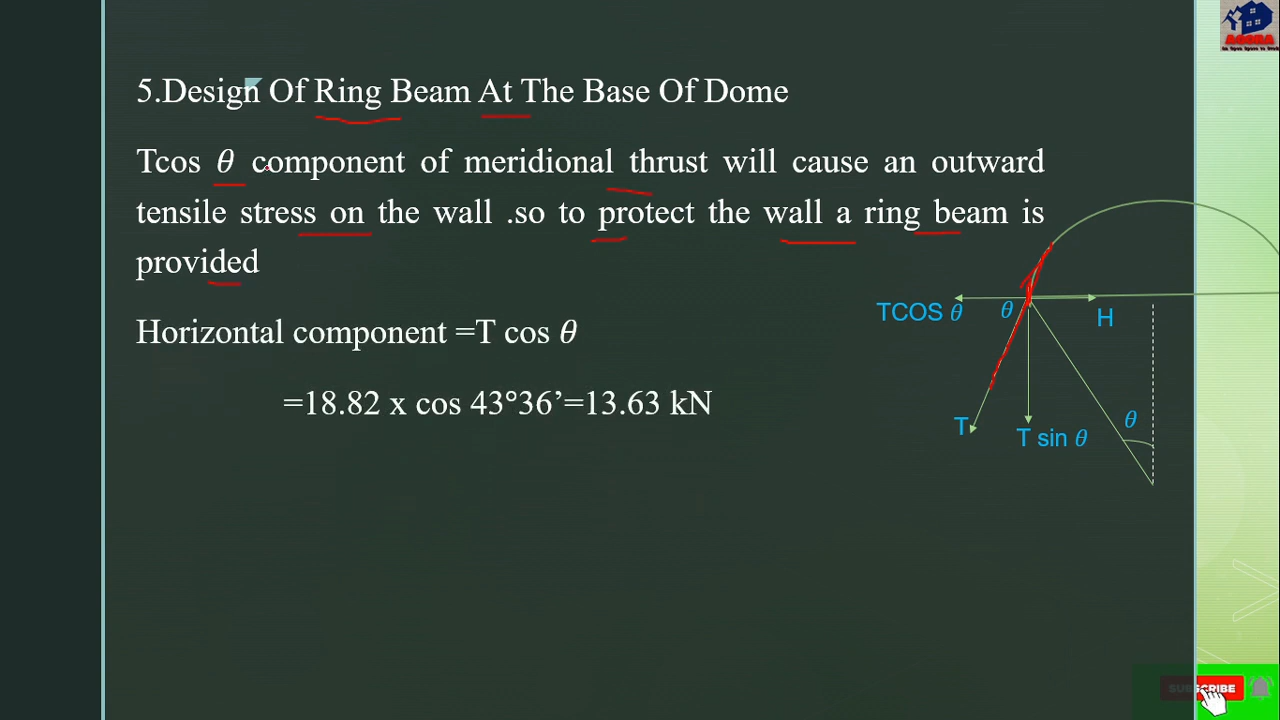 5.Design Of Ring Beam At The Base Of Dome
Tcos θ component of meridional thrust will cause an outward
tensile stress on the wall .so to protect the wall a ring beam is
provided
Horizontal component =T cos θ
=18.82 x cos 43°36’=13.63 kN
TCOS θ
θ
H
T
T sin θ
θ
SUBSCRIBE